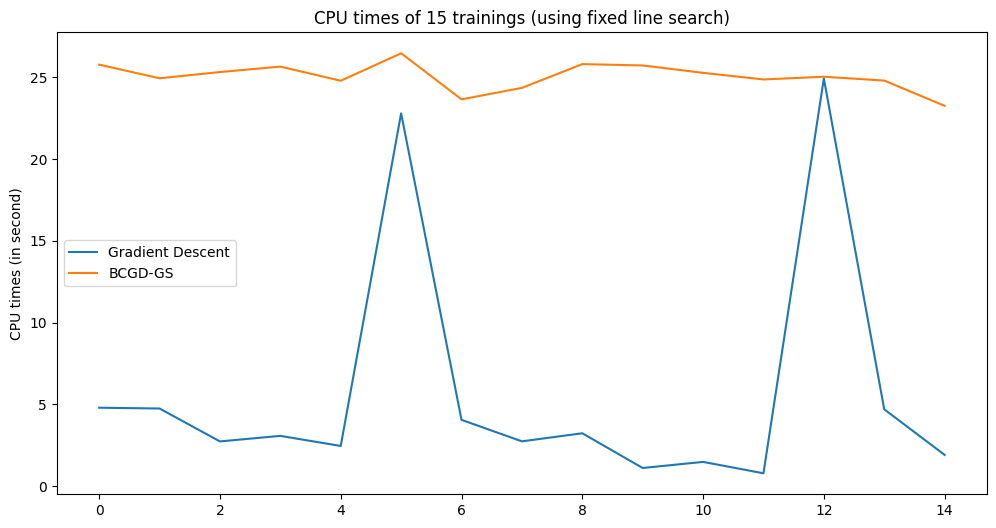 CPU times of 15 trainings (using fixed line search)
CPU times (in second)
25
20
15
10
5
0
Gradient Descent
BCGD-GS
0 2 4 6 8 10 12 14